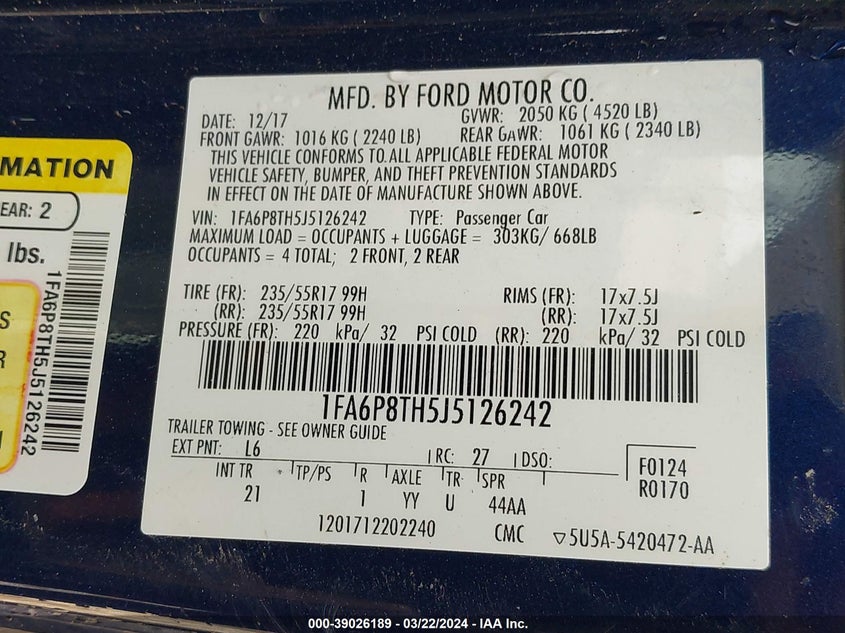 MATION
EAR: 2
lbs.
S
R
1FA6P8TH5J5126242
MFD. BY FORD MOTOR CO.
DATE: 12/17 GVWR: 2050 KG ( 4520 LB)
FRONT GAWR: 1016 KG ( 2240 LB) REAR GAWR: 1061 KG ( 2340 LB)
THIS VEHICLE CONFORMS TO ALL APPLICABLE FEDERAL MOTOR
VEHICLE SAFETY, BUMPER, AND THEFT PREVENTION STANDARDS
IN EFFECT ON THE DATE OF MANUFACTURE SHOWN ABOVE.
VIN: 1FA6P8TH5J5126242 TYPE: Passenger Car
MAXIMUM LOAD = OCCUPANTS + LUGGAGE = 303KG/ 668LB
OCCUPANTS = 4 TOTAL; 2 FRONT, 2 REAR
TIRE (FR): 235/55R17 99H RIMS (FR): 17x7.5J
(RR): 235/55R17 99H (RR): 17x7.5J
PRESSURE (FR): 220 kPa/ 32 PSI COLD (RR): 220 kPa/ 32 PSI COLD
1FA6P8TH5J5126242
TRAILER TOWING - SEE OWNER GUIDE
EXT PNT: L6 RC: 27 DSO:
F0124
R0170
INT TR TP/PS R AXLE TR SPR
21 1 YY U 44AA
1201712202240 CMC ▽5U5A-5420472-AA
000-39026189 - 03/22/2024 - IAA Inc.